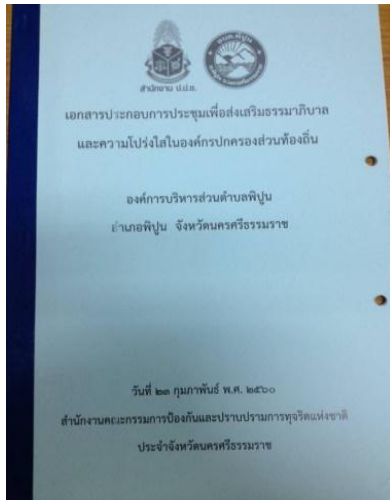 อบต.พิปูน
สำนักงาน ป.ป.ช.
เอกสารประกอบการประชุมเพื่อส่งเสริมธรรมาภิบาล
และความโปร่งใสในองค์กรปกครองส่วนท้องถิ่น
องค์การบริหารส่วนตำบลพิปูน
อำเภอพิปูน จังหวัดนครศรีธรรมราช
วันที่ ๒๓ กุมภาพันธ์ พ.ศ. ๒๕๖๐
สำนักงานคณะกรรมการป้องกันและปราบปรามการทุจริตแห่งชาติ
ประจำจังหวัดนครศรีธรรมราช